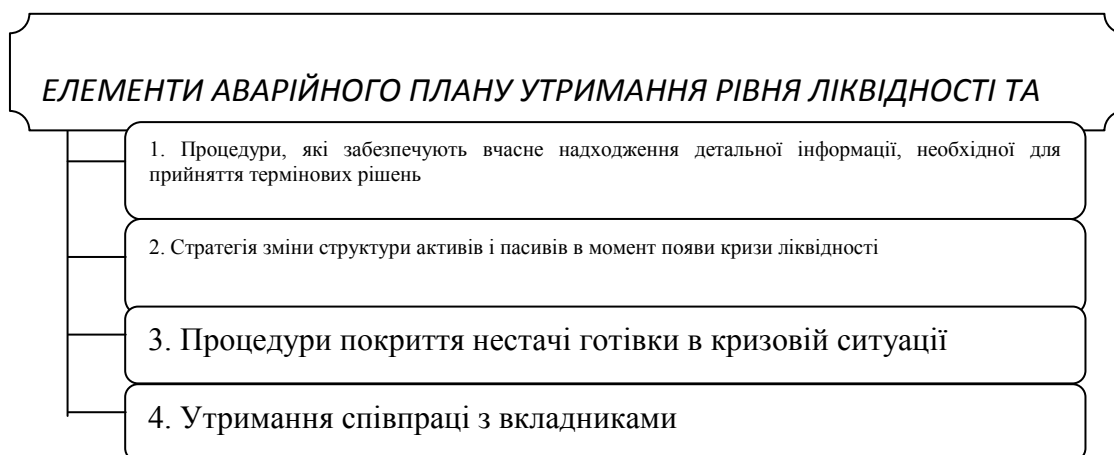 ЕЛЕМЕНТИ АВАРІЙНОГО ПЛАНУ УТРИМАННЯ РІВНЯ ЛІКВІДНОСТІ ТА
1. Процедури, які забезпечують вчасне надходження детальної інформації, необхідної для
прийняття термінових рішень
2. Стратегія зміни структури активів і пасивів в момент появи кризи ліквідності
3. Процедури покриття нестачі готівки в кризовій ситуації
4. Утримання співпраці з вкладниками